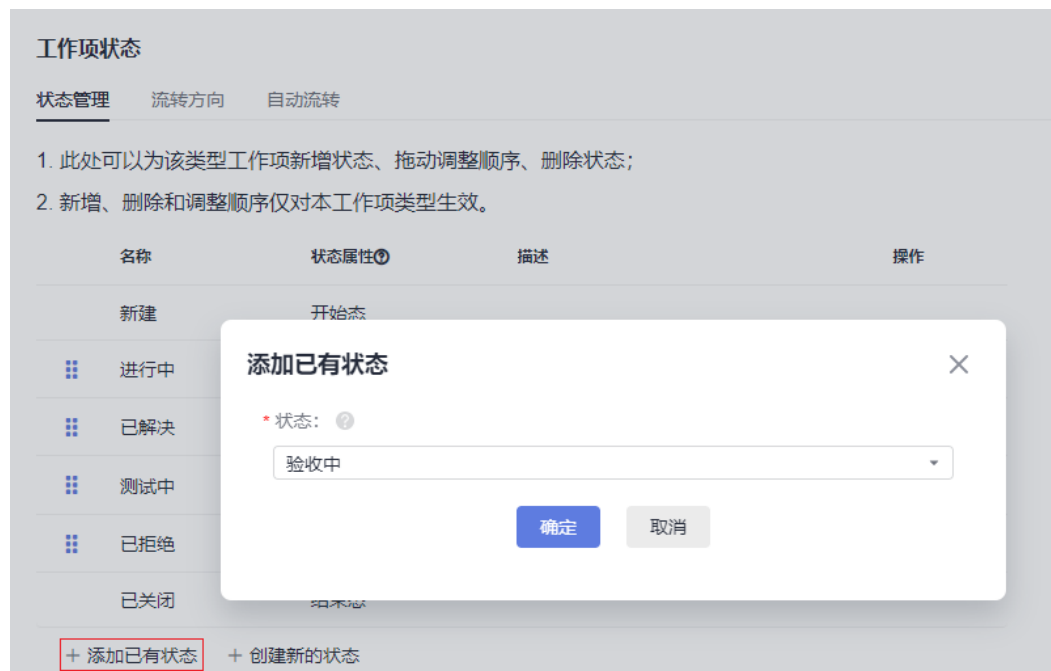 工作项状态
状态管理 流转方向 自动流转
1. 此处可以为该类型工作项新增状态、拖动调整顺序、删除状态；
2. 新增、删除和调整顺序仅对本工作项类型生效。
名称 状态属性 描述 操作
新建 开始态
进行中
已解决
测试中
已拒绝
已关闭 结束态
添加已有状态
* 状态：
验收中
确定 取消
+ 添加已有状态 + 创建新的状态